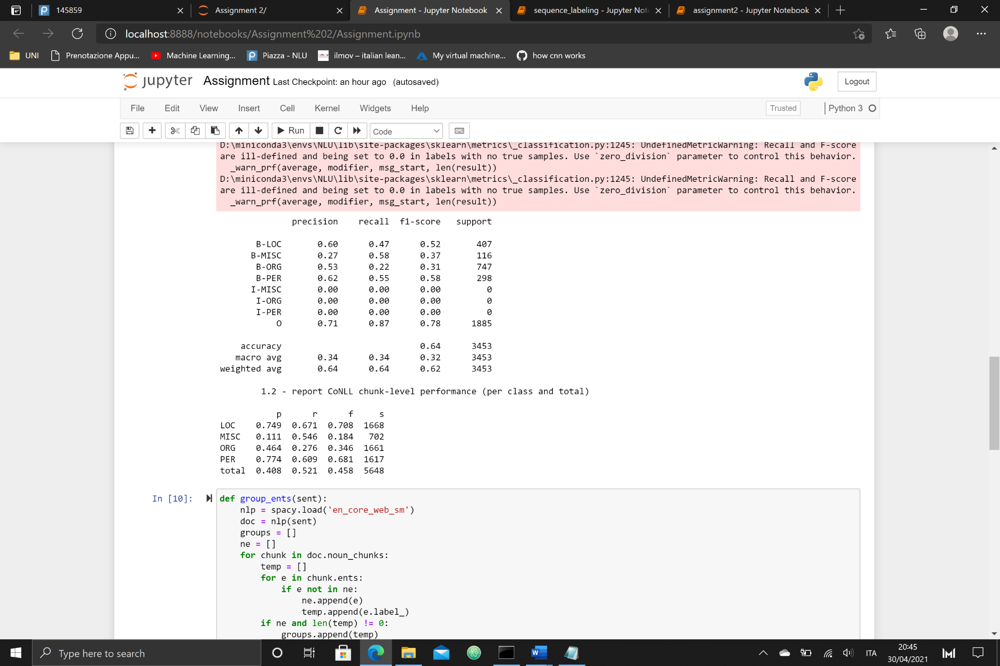 145859
Assignment 2/
Assignment - Jupyter Notebook
sequence_labeling - Jupyter Not
assignment2 - Jupyter Notebook
localhost:8888/notebooks/Assignment%202/Assignment.ipynb
UNI
Prenotazione Appu...
Machine Learning...
Piazza - NLU
ilmov – italian lean...
My virtual machine...
how cnn works
jupyter Assignment Last Checkpoint: an hour ago (autosaved)
Logout
File Edit View Insert Cell Kernel Widgets Help
Trusted
Python 3
Run
Code
D:\miniconda3\envs\NLU\lib\site-packages\sklearn\metrics\_classification.py:1245: UndefinedMetricWarning: Recall and F-score
are ill-defined and being set to 0.0 in labels with no true samples. Use `zero_division` parameter to control this behavior.
  _warn_prf(average, modifier, msg_start, len(result))
D:\miniconda3\envs\NLU\lib\site-packages\sklearn\metrics\_classification.py:1245: UndefinedMetricWarning: Recall and F-score
are ill-defined and being set to 0.0 in labels with no true samples. Use `zero_division` parameter to control this behavior.
  _warn_prf(average, modifier, msg_start, len(result))
precision recall f1-score support
B-LOC 0.60 0.47 0.52 407
B-MISC 0.27 0.58 0.37 116
B-ORG 0.53 0.22 0.31 747
B-PER 0.62 0.55 0.58 298
I-MISC 0.00 0.00 0.00 0
I-ORG 0.00 0.00 0.00 0
I-PER 0.00 0.00 0.00 0
O 0.71 0.87 0.78 1885
accuracy 0.64 3453
macro avg 0.34 0.34 0.32 3453
weighted avg 0.64 0.64 0.62 3453
1.2 - report CoNLL chunk-level performance (per class and total)
p r f s
LOC 0.749 0.671 0.708 1668
MISC 0.111 0.546 0.184 702
ORG 0.464 0.276 0.346 1661
PER 0.774 0.609 0.681 1617
total 0.408 0.521 0.458 5648
In [10]:
def group_ents(sent):
    nlp = spacy.load('en_core_web_sm')
    doc = nlp(sent)
    groups = []
    ne = []
    for chunk in doc.noun_chunks:
        temp = []
        for e in chunk.ents:
            if e not in ne:
                ne.append(e)
                temp.append(e.label_)
        if ne and len(temp) != 0:
            groups.append(temp)
Type here to search
ITA
20:45
30/04/2021